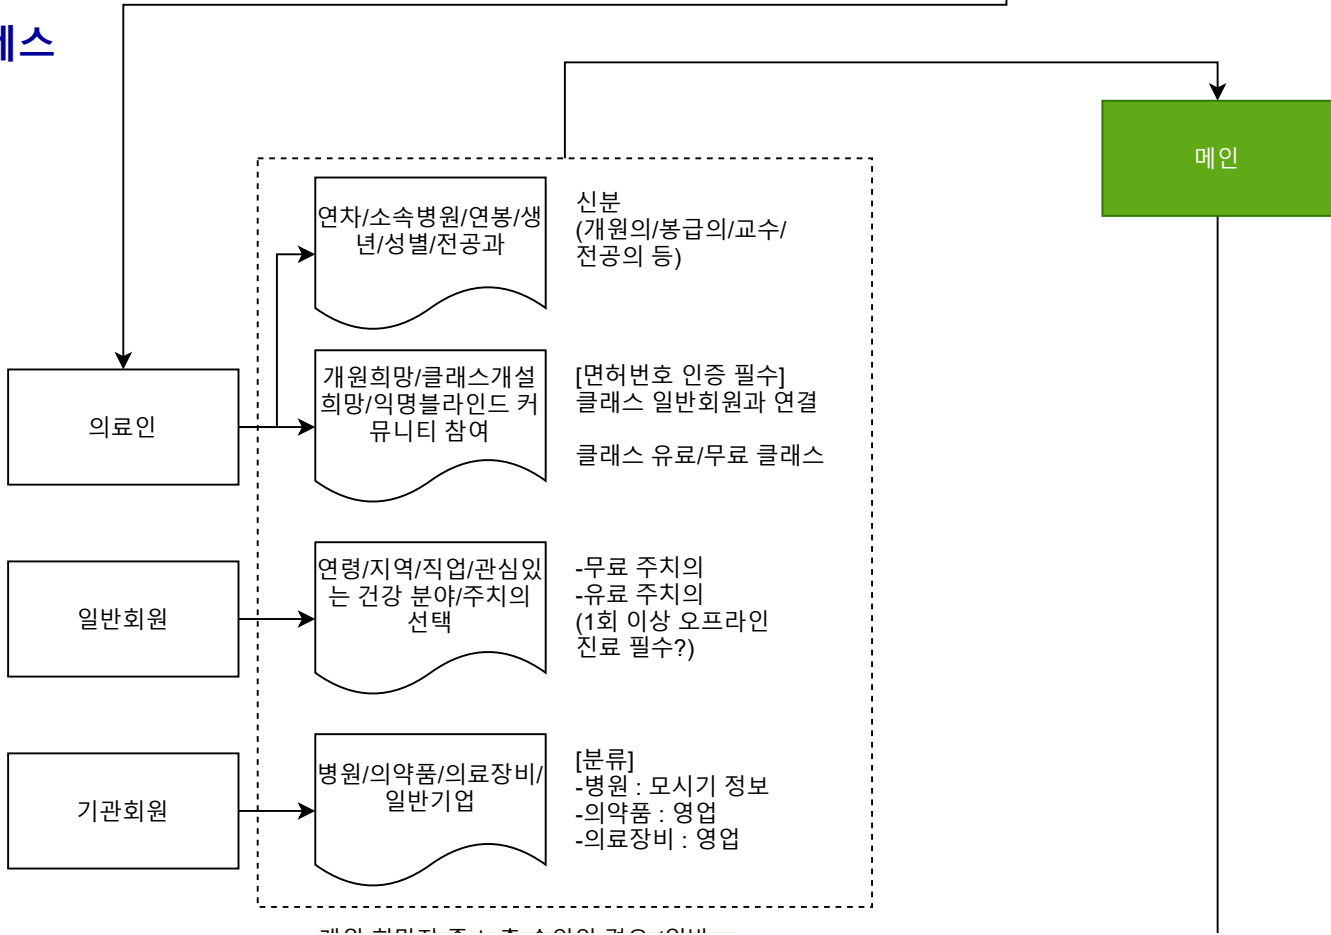 메인
연차/소속병원/연봉/생
년/성별/전공과
신분
(개원의/봉급의/교수/
전공의 등)
의료인
개원희망/클래스개설
희망/익명블라인드 커
뮤니티 참여
[면허번호 인증 필수]
클래스 일반회원과 연결
클래스 유료/무료 클래스
일반회원
연령/지역/직업/관심있
는 건강 분야/주치의
선택
-무료 주치의
-유료 주치의
(1회 이상 오프라인
진료 필수?)
기관회원
병원/의약품/의료장비/
일반기업
[분류]
-병원 : 모시기 정보
-의약품 : 영업
-의료장비 : 영업